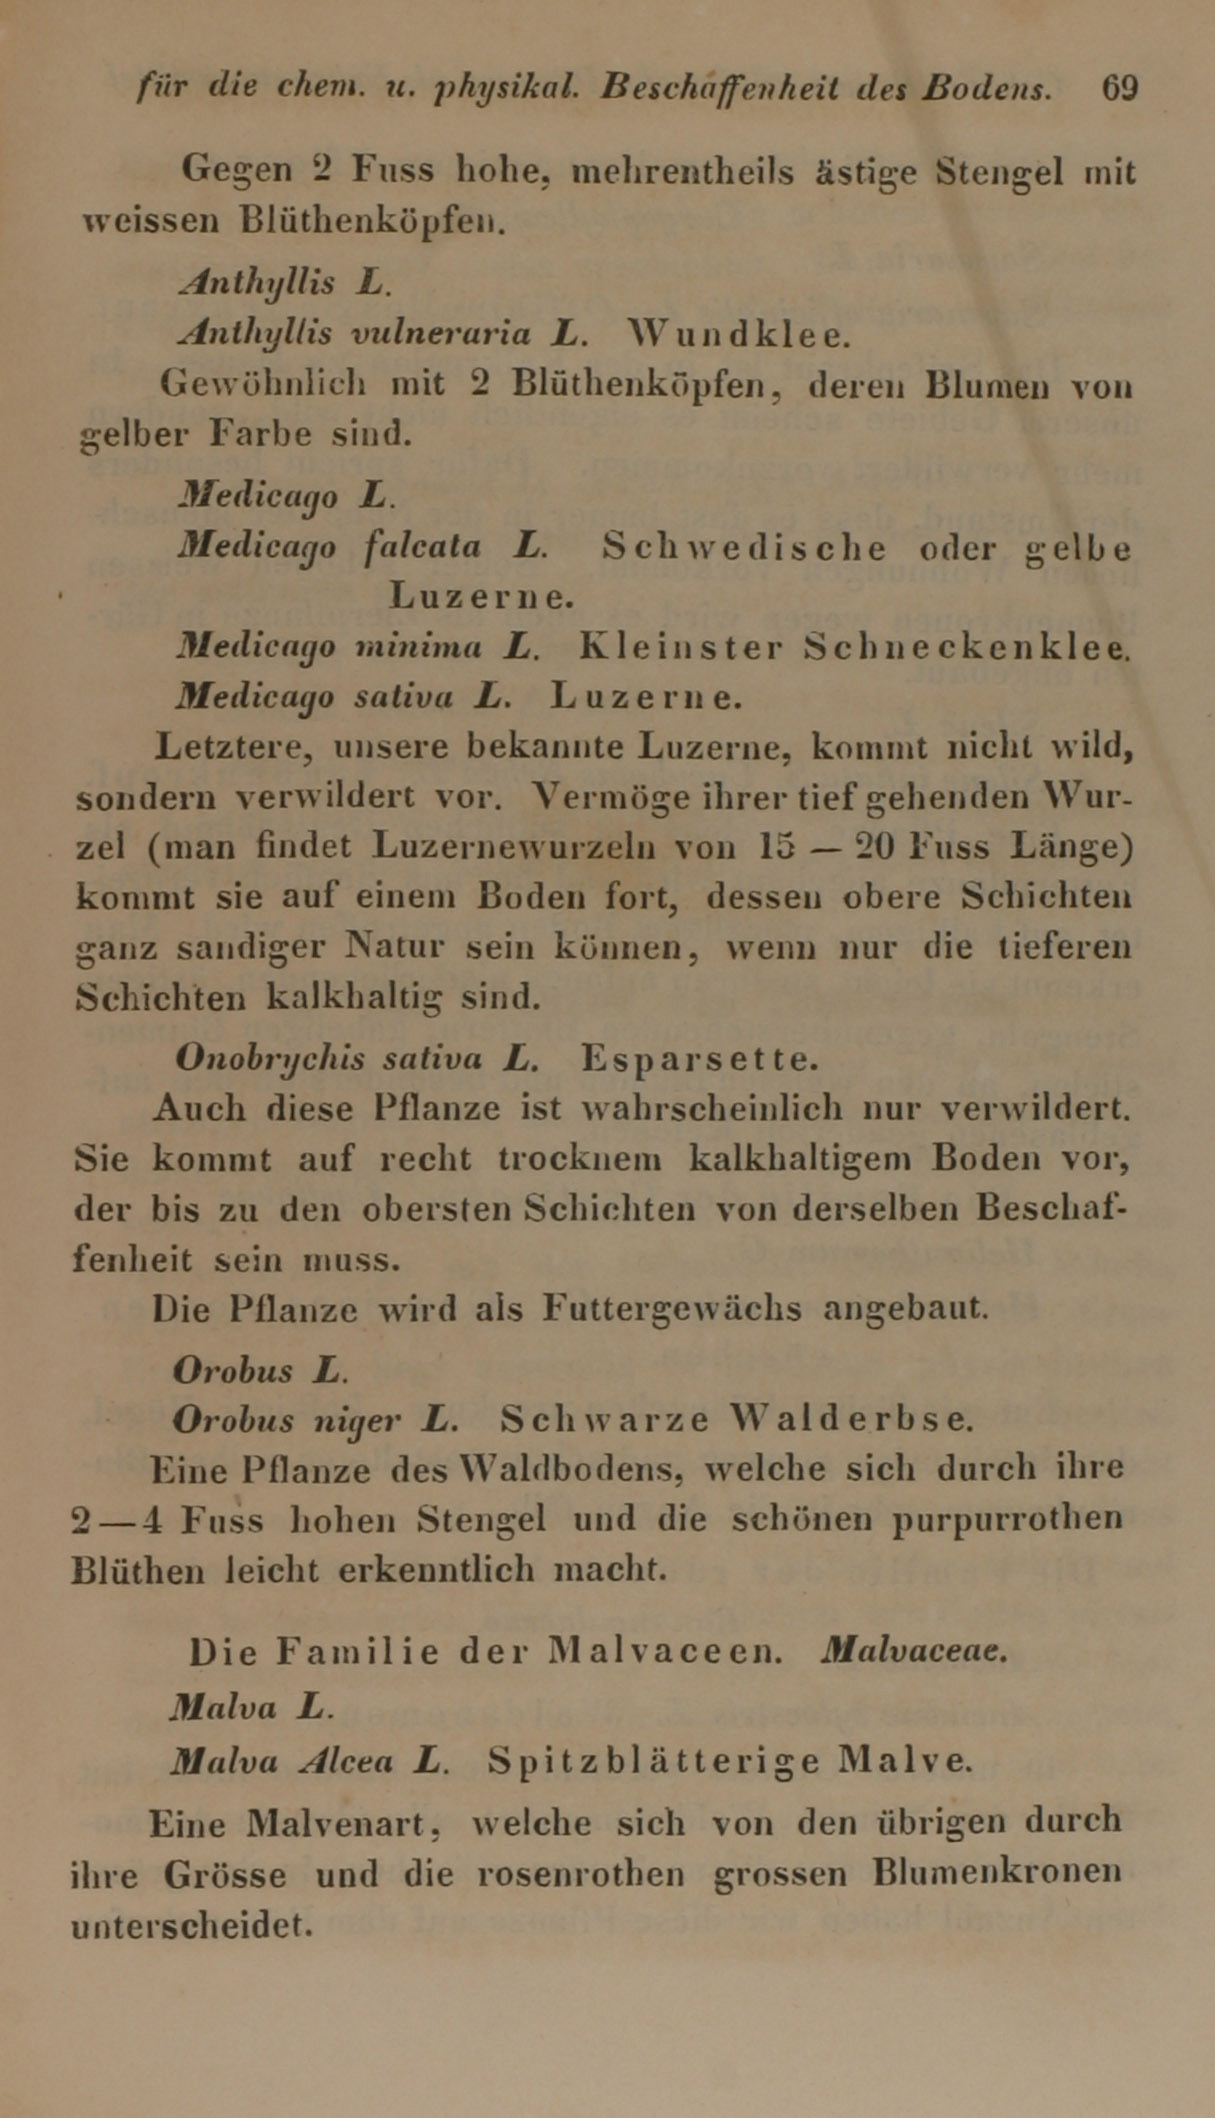 für die chem. u. physikal. Beschaffenheit des Bodens. 69
Gegen 2 Fuss hohe, mehrentheils ästige Stengel mit
weissen Blüthenköpfen.
Anthyllis L.
Anthyllis vulneraria L. Wundklee.
Gewöhnlich mit 2 Blüthenköpfen, deren Blumen von
gelber Farbe sind.
Medicago L.
Medicago falcata L. Schwedische oder gelbe
Luzerne.
Medicago minima L. Kleinster Schneckenklee.
Medicago sativa L. Luzerne.
Letztere, unsere bekannte Luzerne, kommt nicht wild,
sondern verwildert vor. Vermöge ihrer tief gehenden Wur-
zel (man findet Luzernewurzeln von 15 — 20 Fuss Länge)
kommt sie auf einem Boden fort, dessen obere Schichten
ganz sandiger Natur sein können, wenn nur die tieferen
Schichten kalkhaltig sind.
Onobrychis sativa L. Esparsette.
Auch diese Pflanze ist wahrscheinlich nur verwildert.
Sie kommt auf recht trocknem kalkhaltigem Boden vor,
der bis zu den obersten Schichten von derselben Beschaf-
fenheit sein muss.
Die Pflanze wird als Futtergewächs angebaut.
Orobus L.
Orobus niger L. Schwarze Walderbse.
Eine Pflanze des Waldbodens, welche sich durch ihre
2 — 4 Fuss hohen Stengel und die schönen purpurrothen
Blüthen leicht erkenntlich macht.
Die Familie der Malvaceen. Malvaceae.
Malva L.
Malva Alcea L. Spitzblätterige Malve.
Eine Malvenart, welche sich von den übrigen durch
ihre Grösse und die rosenrothen grossen Blumenkronen
unterscheidet.